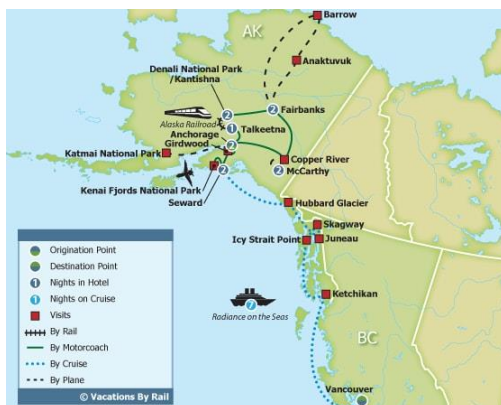 Barrow
AK
Anaktuvuk
Denali National Park
/Kantishna
2
2
Fairbanks
Alaska Railroad
1
Talkeetna
Anchorage
Girdwood
2
Katmai National Park
Copper River
2
McCarthy
Kenai Fjords National Park
2
Seward
Hubbard Glacier
Skagway
Icy Strait Point
Juneau
Ketchikan
7
Radiance on the Seas
BC
Vancouver
Origination Point
Destination Point
1 Nights in Hotel
1 Nights on Cruise
Visits
By Rail
By Motorcoach
By Cruise
By Plane
© Vacations By Rail